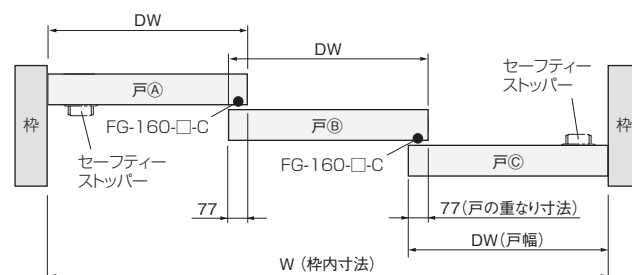 DW
DW
セーフティー
ストッパー
枠
戸Ⓐ
FG-160-□-C
戸Ⓑ
枠
セーフティー
ストッパー
FG-160-□-C
戸Ⓒ
77
77(戸の重なり寸法)
DW(戸幅)
W (枠内寸法)